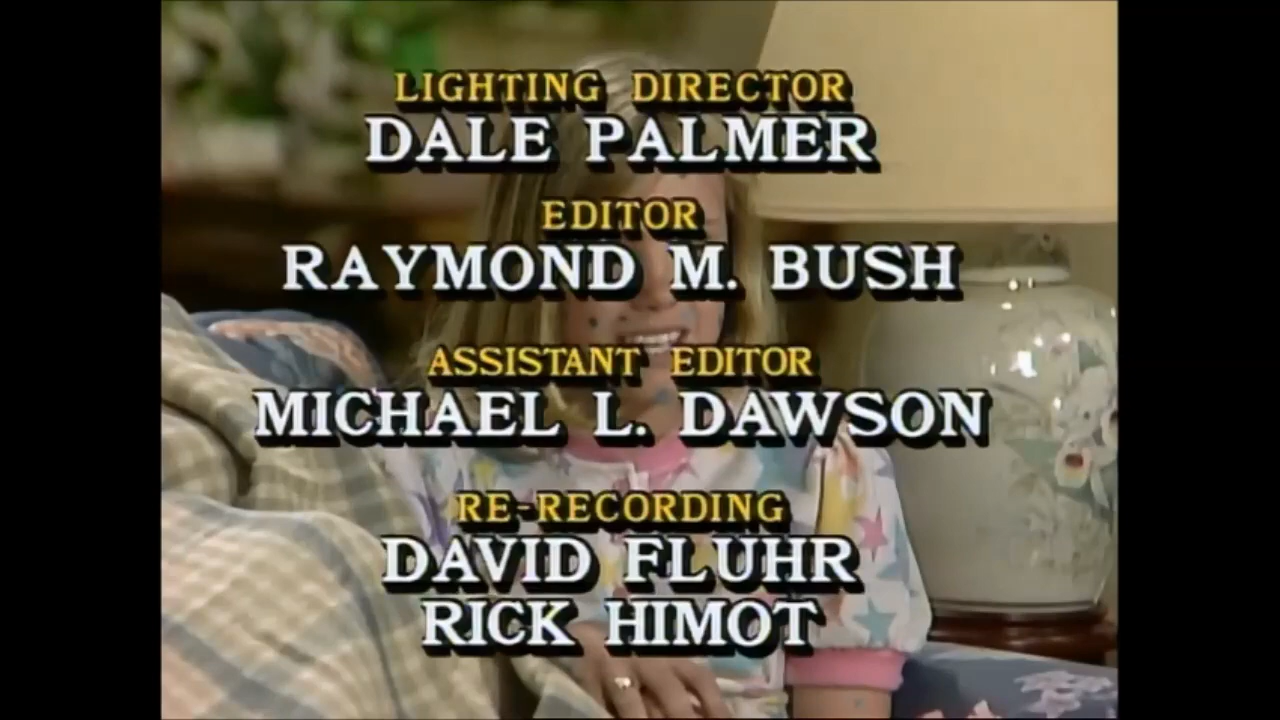 LIGHTING DIRECTOR
DALE PALMER
EDITOR
RAYMOND M. BUSH
ASSISTANT EDITOR
MICHAEL L. DAWSON
RE-RECORDING
DAVID FLUHR
RICK HIMOT